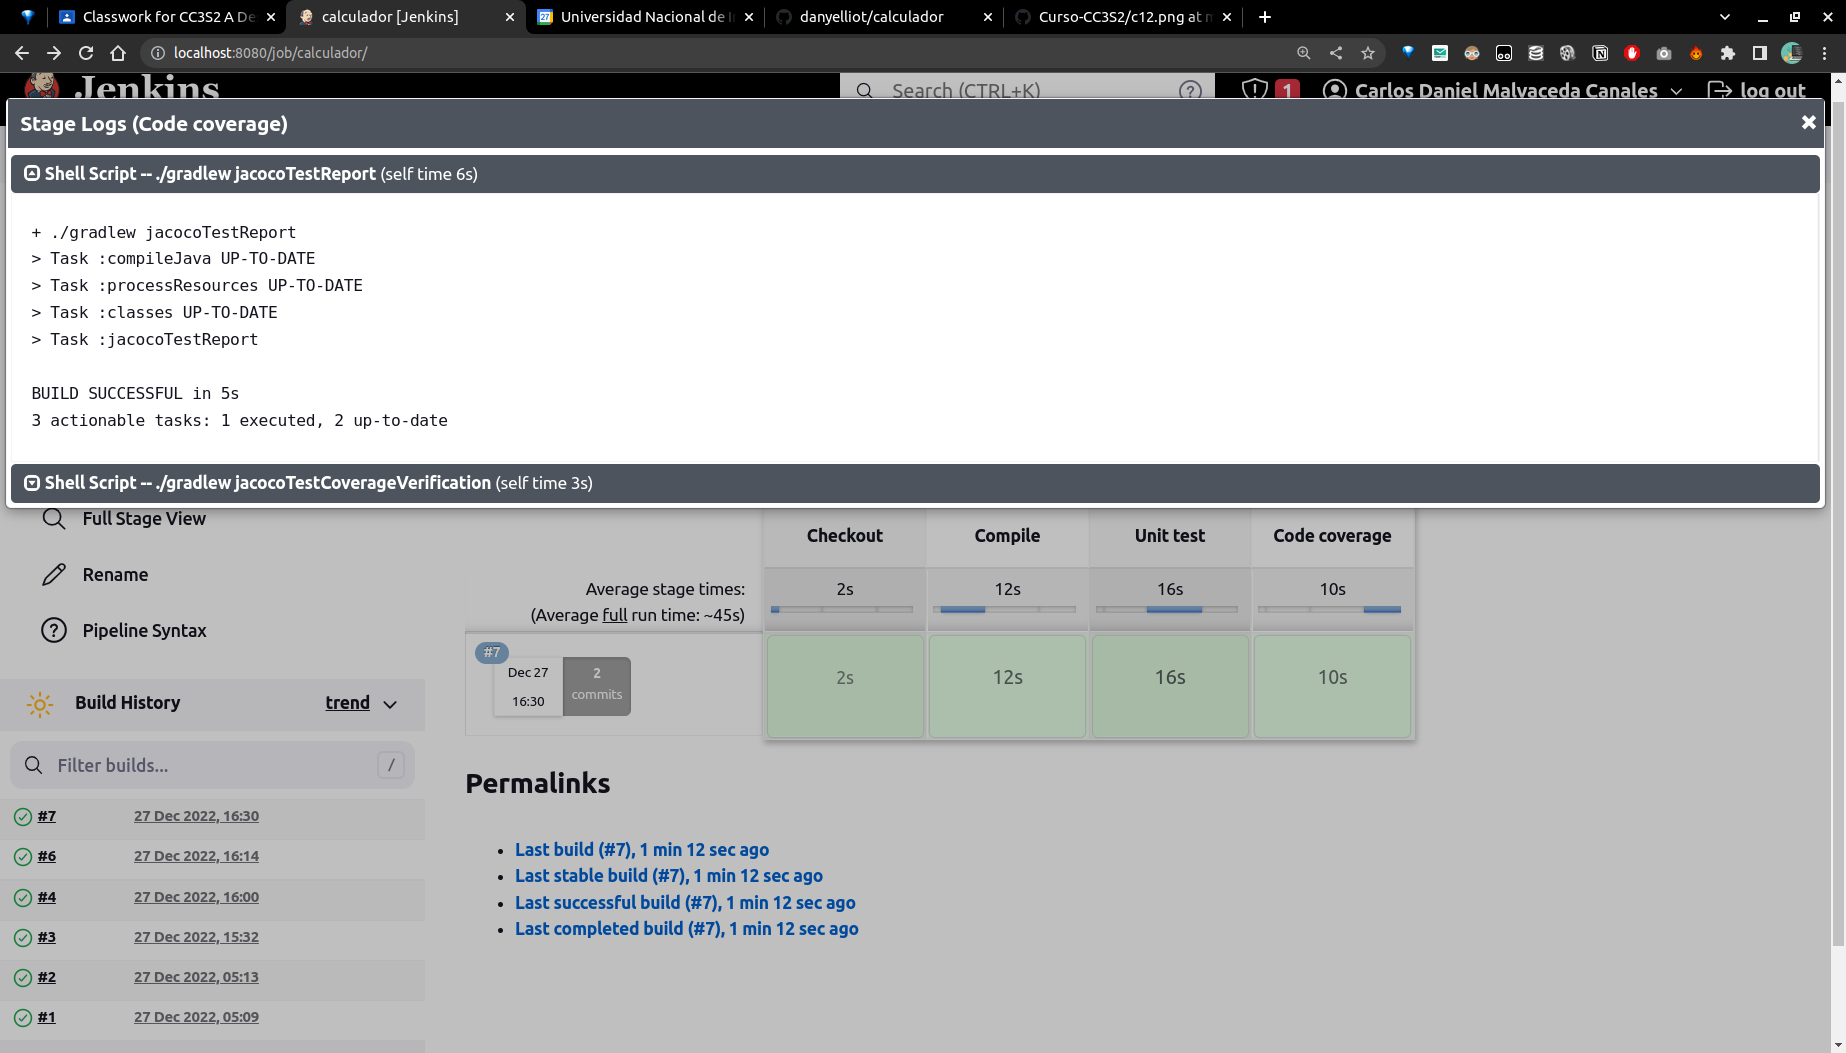 Classwork for CC3S2 A De
calculador [Jenkins]
Universidad Nacional de I
danyelliot/calculador
Curso-CC3S2/c12.png at m
localhost:8080/job/calculador/
Jenkins
Search (CTRL+K)
1
Carlos Daniel Malvaceda Canales
log out
Stage Logs (Code coverage)
Shell Script -- ./gradlew jacocoTestReport (self time 6s)
+ ./gradlew jacocoTestReport
> Task :compileJava UP-TO-DATE
> Task :processResources UP-TO-DATE
> Task :classes UP-TO-DATE
> Task :jacocoTestReport
BUILD SUCCESSFUL in 5s
3 actionable tasks: 1 executed, 2 up-to-date
Shell Script -- ./gradlew jacocoTestCoverageVerification (self time 3s)
Full Stage View
Rename
Pipeline Syntax
Build History
trend
Filter builds...
/
#7 27 Dec 2022, 16:30
#6 27 Dec 2022, 16:14
#4 27 Dec 2022, 16:00
#3 27 Dec 2022, 15:32
#2 27 Dec 2022, 05:13
#1 27 Dec 2022, 05:09
Checkout Compile Unit test Code coverage
Average stage times: 2s 12s 16s 10s
(Average full run time: ~45s)
#7
Dec 27
16:30
2
commits
2s 12s 16s 10s
Permalinks
Last build (#7), 1 min 12 sec ago
Last stable build (#7), 1 min 12 sec ago
Last successful build (#7), 1 min 12 sec ago
Last completed build (#7), 1 min 12 sec ago